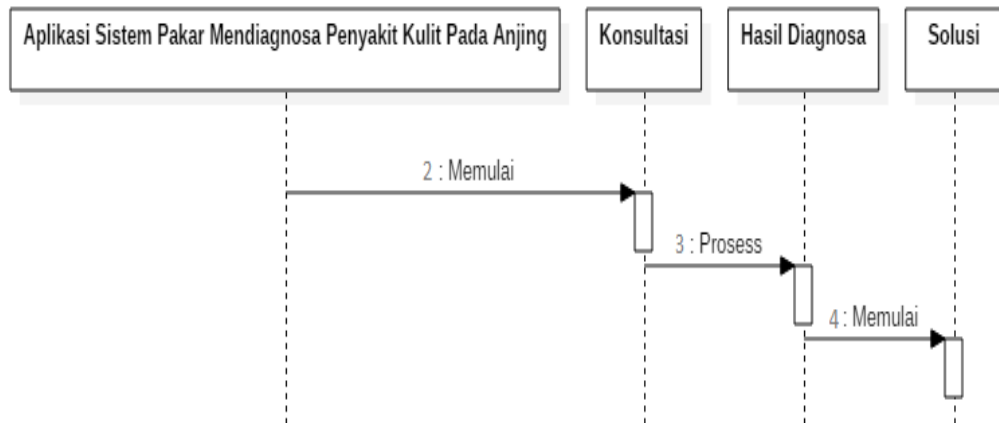 Aplikasi Sistem Pakar Mendiagnosa Penyakit Kulit Pada Anjing
Konsultasi
Hasil Diagnosa
Solusi
2 : Memulai
3 : Prosess
4 : Memulai